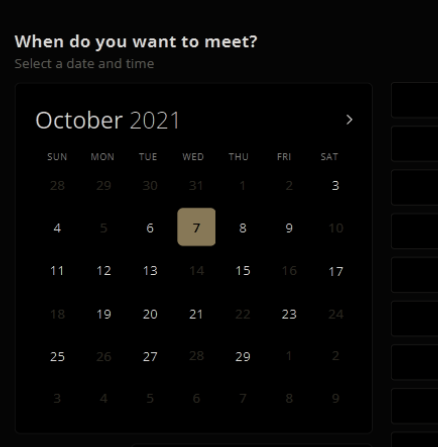 When do you want to meet?
Select a date and time
October 2021 >
SUN MON TUE WED THU FRI SAT
28 29 30 31 1 2 3
4 5 6 7 8 9 10
11 12 13 14 15 16 17
18 19 20 21 22 23 24
25 26 27 28 29 1 2
3 4 5 6 7 8 9